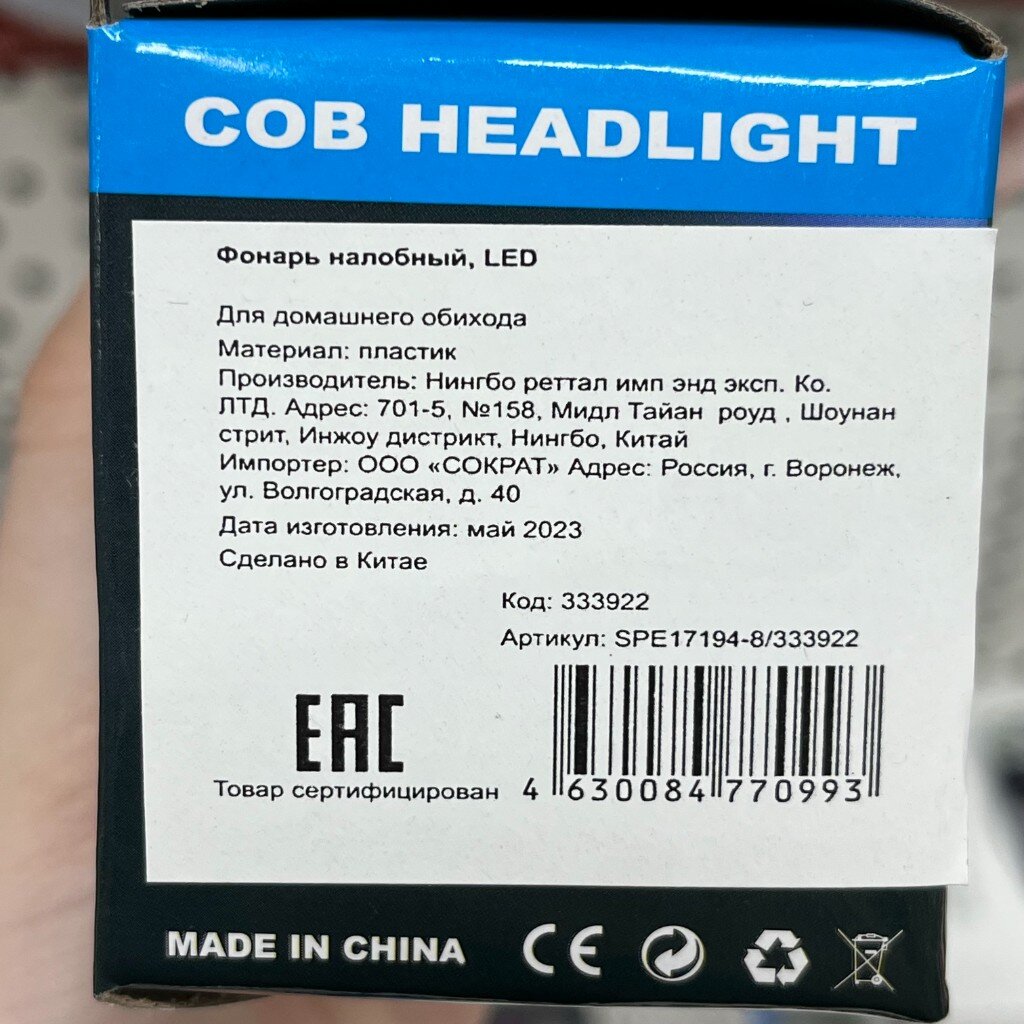 COB HEADLIGHT
Фонарь налобный, LED
Для домашнего обихода
Материал: пластик
Производитель: Нингбо реттал имп энд эксп. Ко.
ЛТД. Адрес: 701-5, №158, Мидл Тайан роуд , Шоунан
стрит, Инжоу дистрикт, Нингбо, Китай
Импортер: ООО «СОКРАТ» Адрес: Россия, г. Воронеж,
ул. Волгоградская, д. 40
Дата изготовления: май 2023
Сделано в Китае
Код: 333922
Артикул: SPE17194-8/333922
EAC
Товар сертифицирован
4 630084 770993
MADE IN CHINA CE